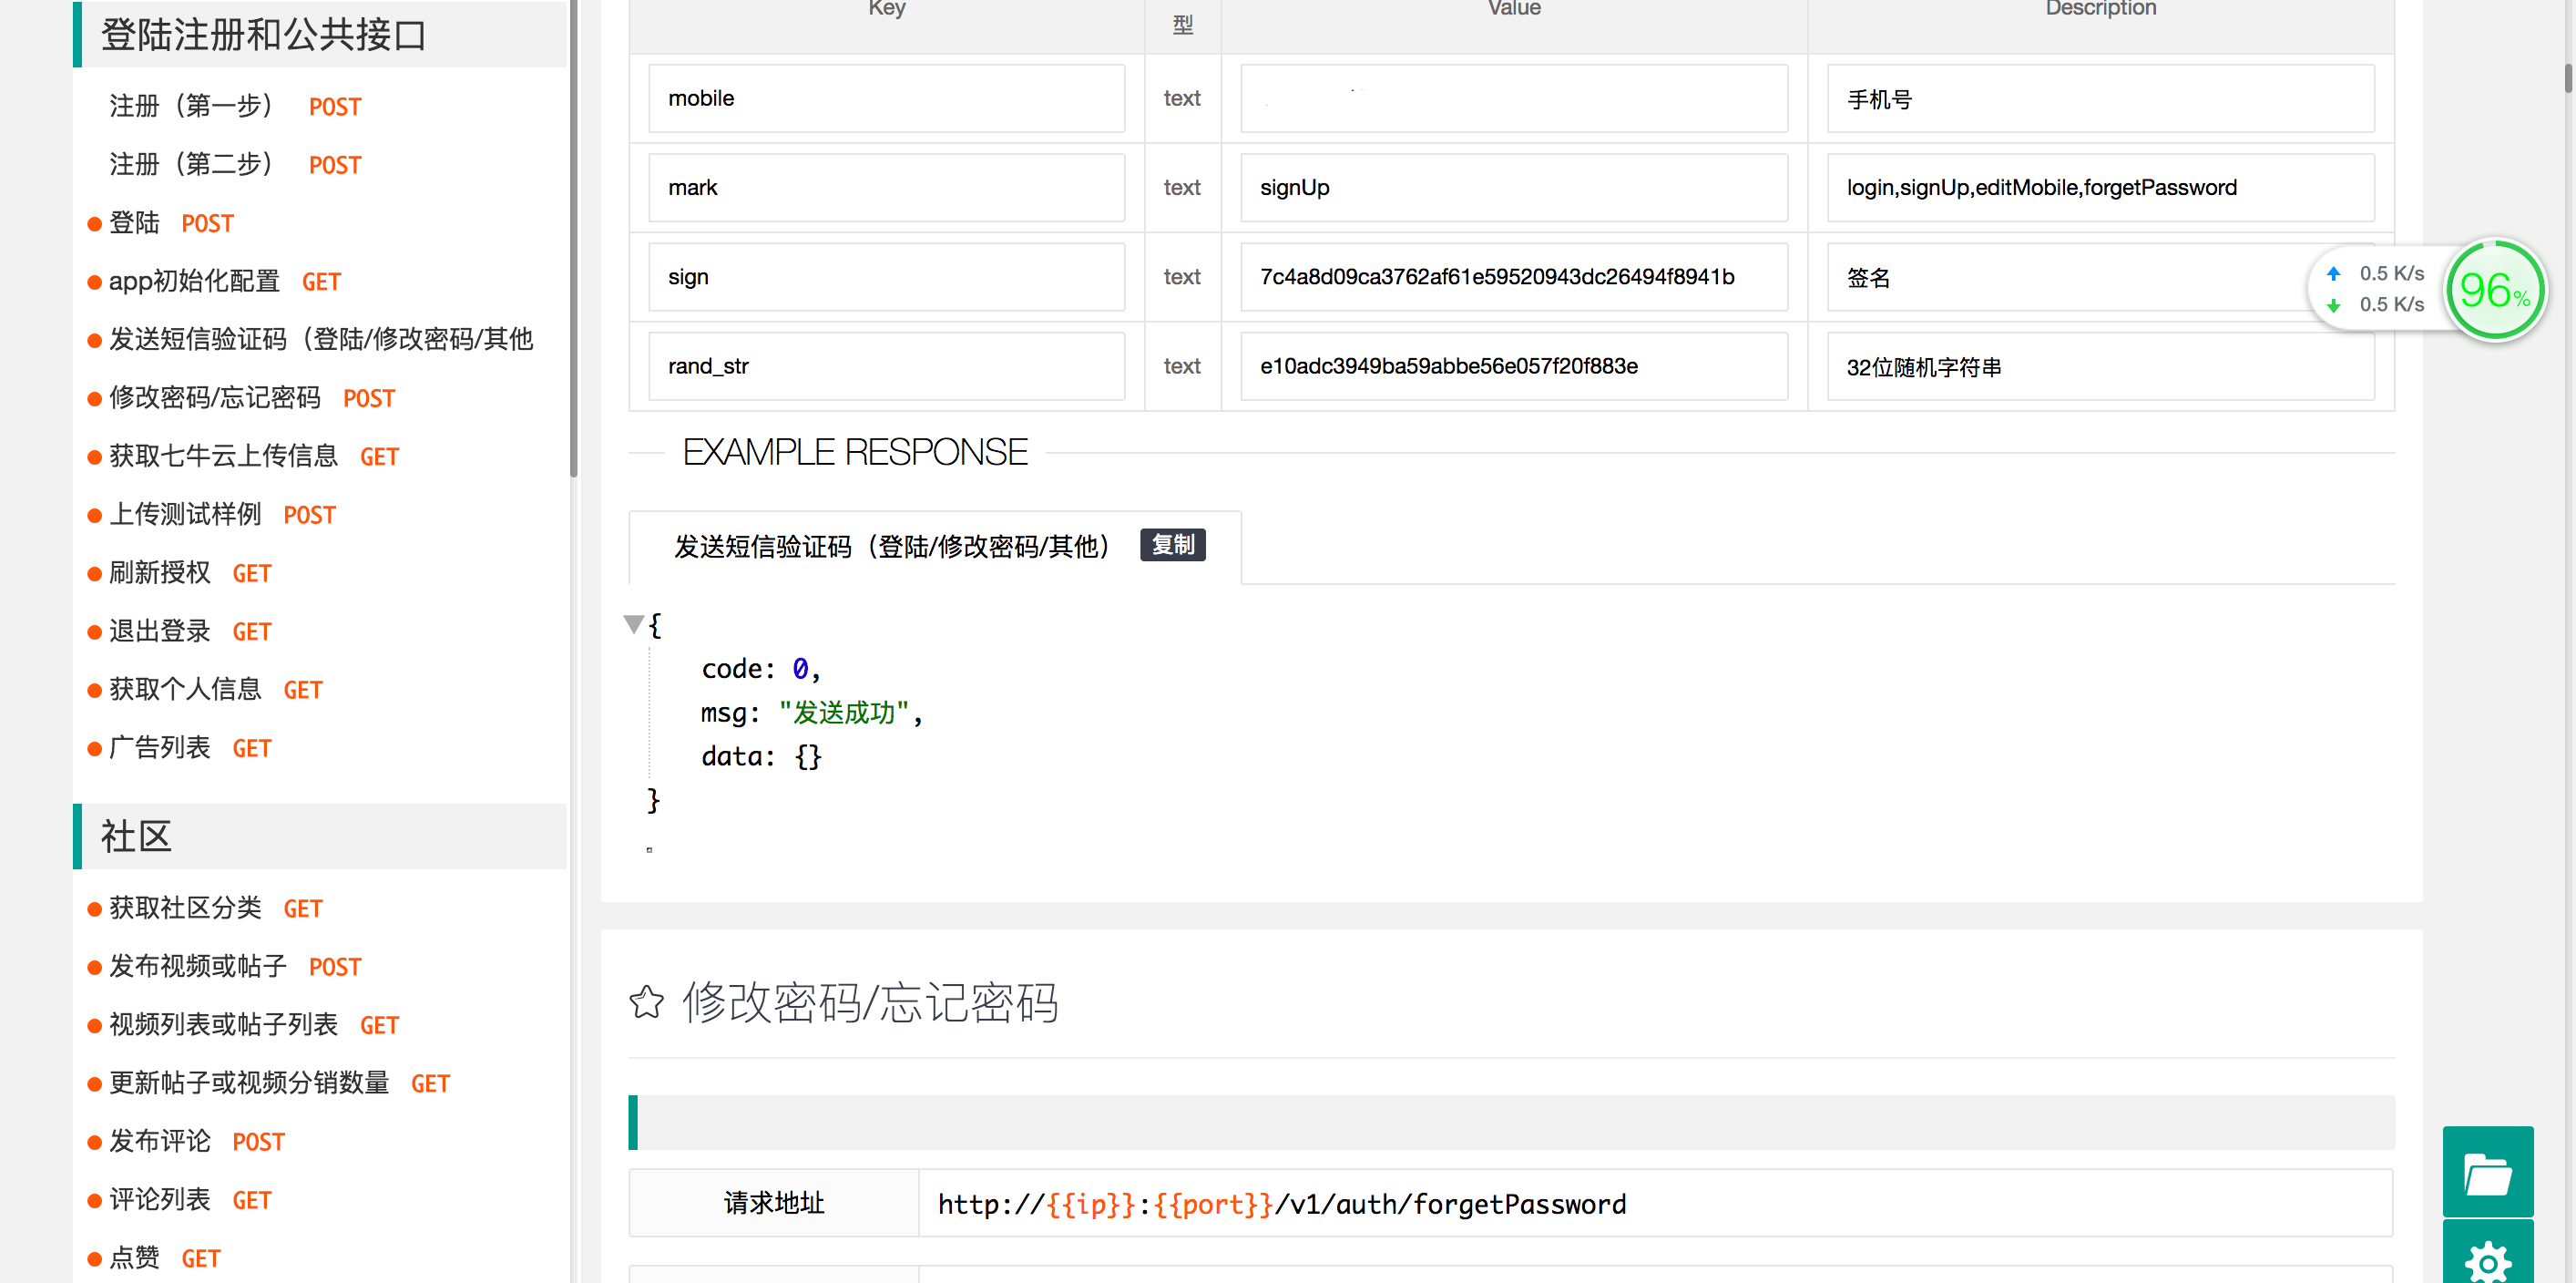 登陆注册和公共接口
注册（第一步） POST
注册（第二步） POST
登陆 POST
app初始化配置 GET
发送短信验证码（登陆/修改密码/其他
修改密码/忘记密码 POST
获取七牛云上传信息 GET
上传测试样例 POST
刷新授权 GET
退出登录 GET
获取个人信息 GET
广告列表 GET
社区
获取社区分类 GET
发布视频或帖子 POST
视频列表或帖子列表 GET
更新帖子或视频分销数量 GET
发布评论 POST
评论列表 GET
点赞 GET
Key 型 Value Description
mobile text 手机号
mark text signUp login,signUp,editMobile,forgetPassword
sign text 7c4a8d09ca3762af61e59520943dc26494f8941b 签名
rand_str text e10adc3949ba59abbe56e057f20f883e 32位随机字符串
EXAMPLE RESPONSE
发送短信验证码（登陆/修改密码/其他） 复制
{
code: 0,
msg: "发送成功",
data: {}
}
修改密码/忘记密码
请求地址 http://{{ip}}:{{port}}/v1/auth/forgetPassword
0.5 K/s
0.5 K/s
96%